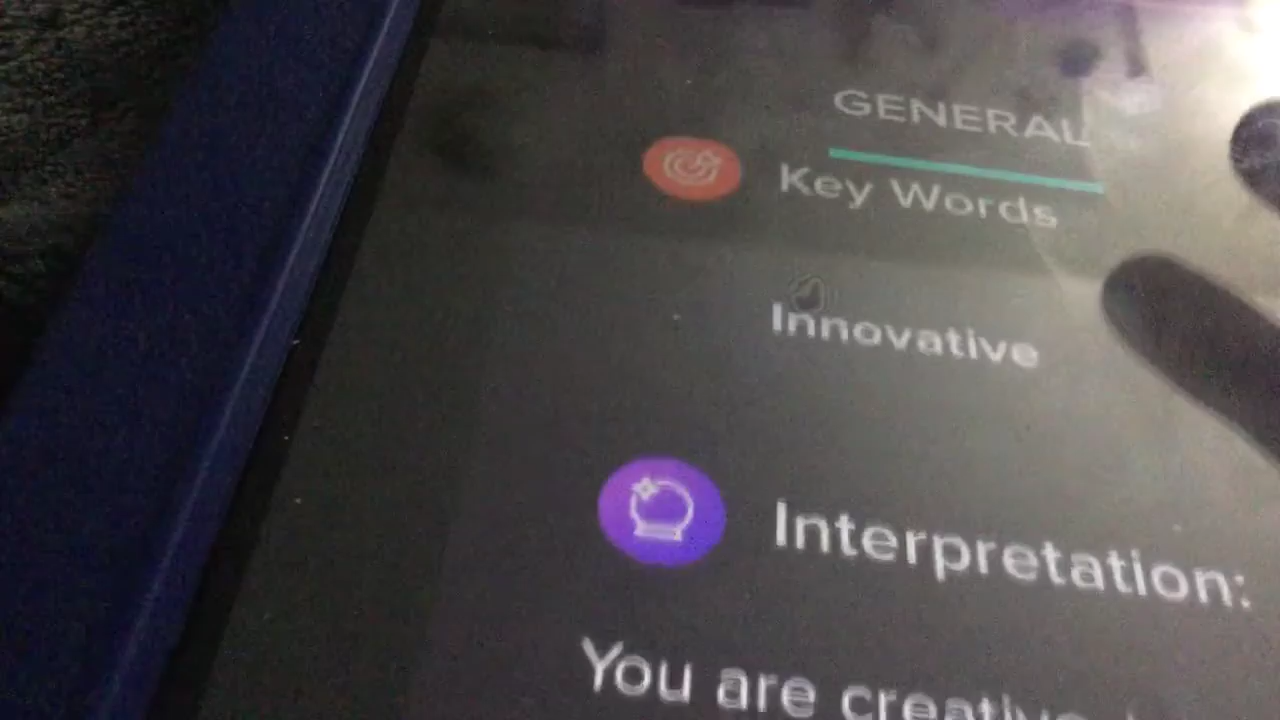 GENERAL
Key Words
Innovative
Interpretation:
You are